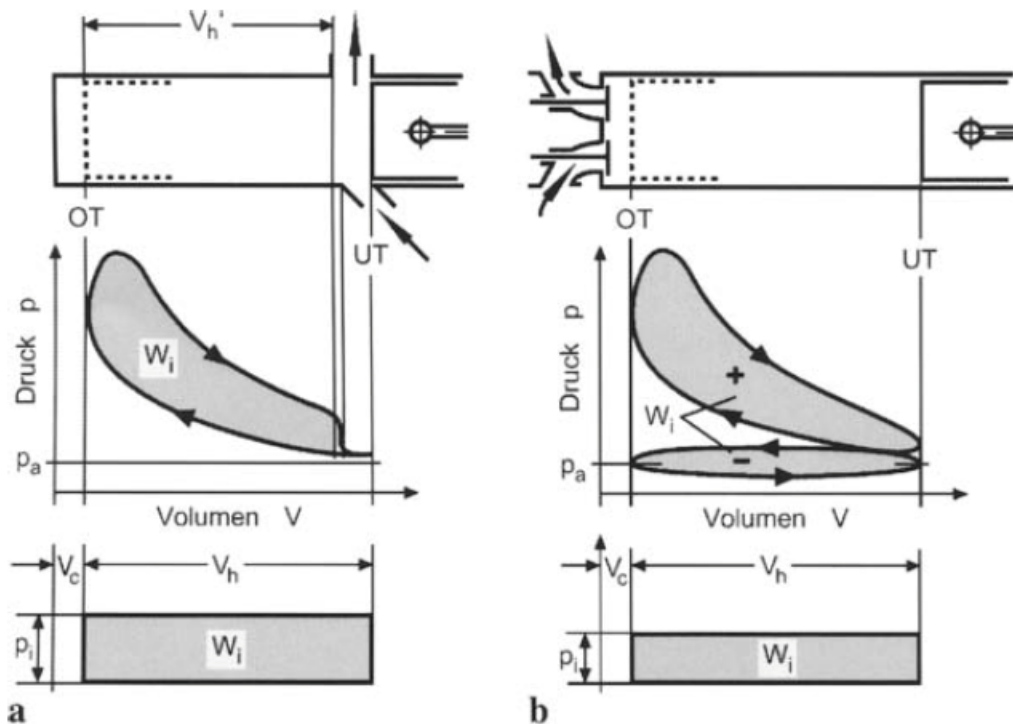 a
V_h'
OT
UT
Druck p
W_i
p_a
Volumen V
V_c
V_h
p_i
W_i
b
OT
UT
Druck p
+
W_i
−
p_a
Volumen V
V_c
V_h
p_i
W_i
a
b